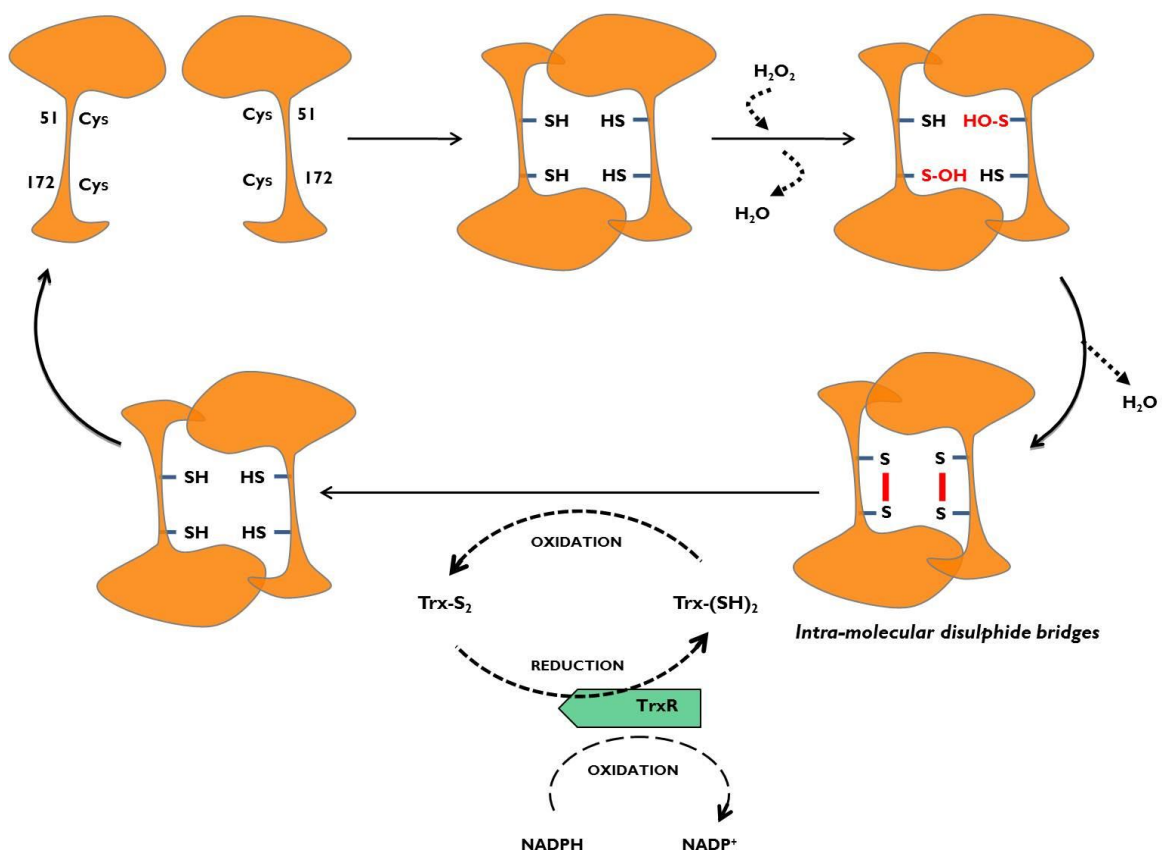 H₂O₂
51 Cys
Cys 51
SH HS
SH HO-S
172 Cys
Cys 172
SH HS
S-OH HS
H₂O
H₂O
S S
SH HS
S S
SH HS
OXIDATION
Trx-S₂
Trx-(SH)₂
Intra-molecular disulphide bridges
REDUCTION
TrxR
OXIDATION
NADPH
NADP⁺